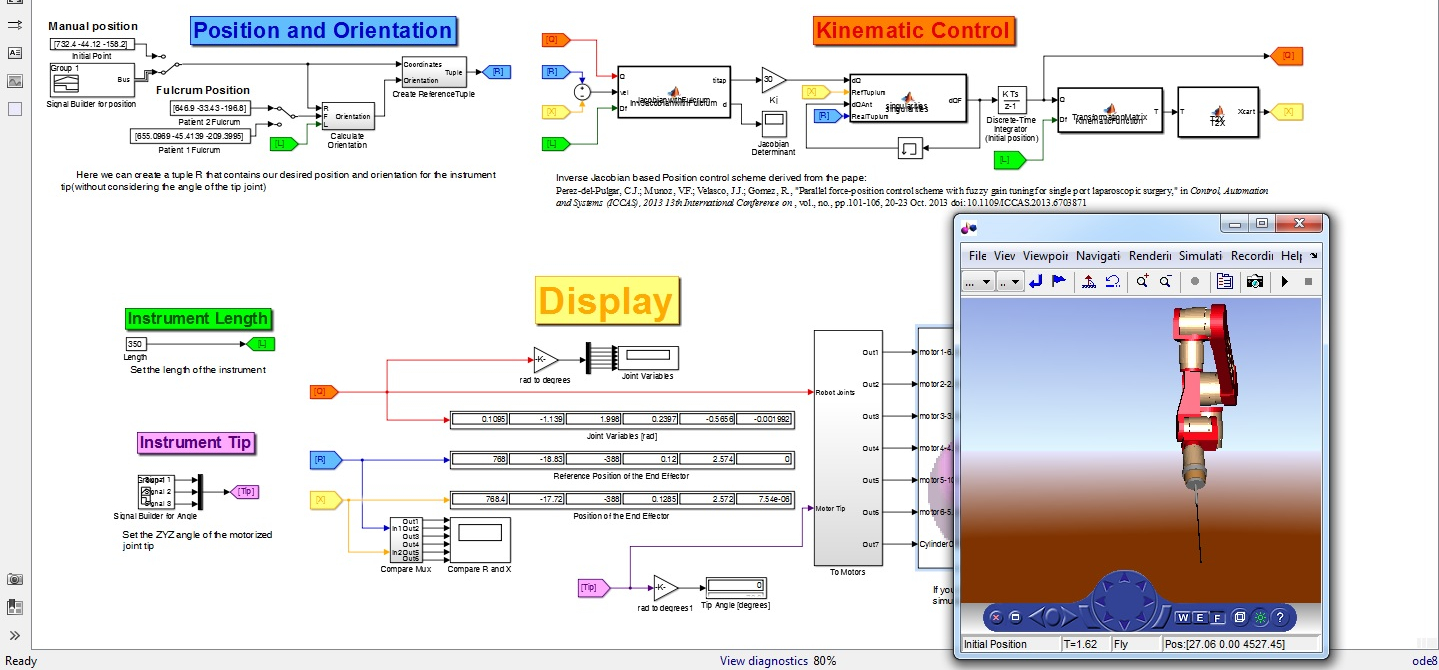 Manual position
[732.4 -44.12 -158.2]
Initial Point
Group 1
Bus
Signal Builder for position
Position and Orientation
Fulcrum Position
[646.9 -33.43 -196.8]
Patient 2 Fulcrum
[655.0969 -45.4139 -209.3995]
Patient 1 Fulcrum
[L]
R
F
L
Orientation
Calculate
Orientation
Coordinates
Orientation
Tuple
Create ReferenceTuple
[R]
Here we can create a tuple R that contains our desired position and orientation for the instrument
tip(without considering the angle of the tip joint)
Kinematic Control
[Q]
[R]
[X]
[L]
Q
vel
Df
titap
d
30
Ki
Jacobian
Determinant
[X]
[R]
dQ
RefTuplum
dQAnt
RealTuplum
singularities
dQF
K Ts
z-1
Discrete-Time
Integrator
(Initial position)
[L]
Q
Df
T
T
Xcart
[Q]
[X]
Inverse Jacobian based Position control scheme derived from the pape:
Perez-del-Pulgar, C.J.; Munoz, V.F.; Velasco, J.J.; Gomez, R., "Parallel force-position control scheme with fuzzy gain tuning for single port laparoscopic surgery," in Control, Automation
and Systems (ICCAS), 2013 13th International Conference on , vol., no., pp.101-106, 20-23 Oct. 2013 doi: 10.1109/ICCAS.2013.6703871
Instrument Length
350
[L]
Length
Set the length of the instrument
Instrument Tip
Signal 2
Signal 3
[Tip]
Signal Builder for Angle
Set the ZYZ angle of the motorized
joint tip
Display
-K-
rad to degrees
Joint Variables
[Q]
0.1095 -1.139 1.998 0.2397 -0.5656 -0.001992
Joint Variables [rad]
[R]
768 -18.83 -388 0.12 2.574 0
Reference Position of the End Effector
[X]
768.4 -17.72 -388 0.1285 2.572 7.54e-06
Position of the End Effector
Out1
In1 Out2
Out3
Out4
In2 Out5
Out6
Compare Mux
Compare R and X
[Tip]
-K-
rad to degrees1
0
Tip Angle [degrees]
Robot Joints
Motor Tip
Out1
Out2
Out3
Out4
Out5
Out6
Out7
To Motors
motor1-6.
motor2-2.
motor3-3.
motor4-4.
motor5-10
motor6-5.
Cylinder0
If you
simu
File View Viewpoir Navigati Renderii Simulati Recordii Help
... ..
W E F ?
Initial Position T=1.62 Fly Pos:[27.06 0.00 4527.45]
Ready
View diagnostics 80%
ode8